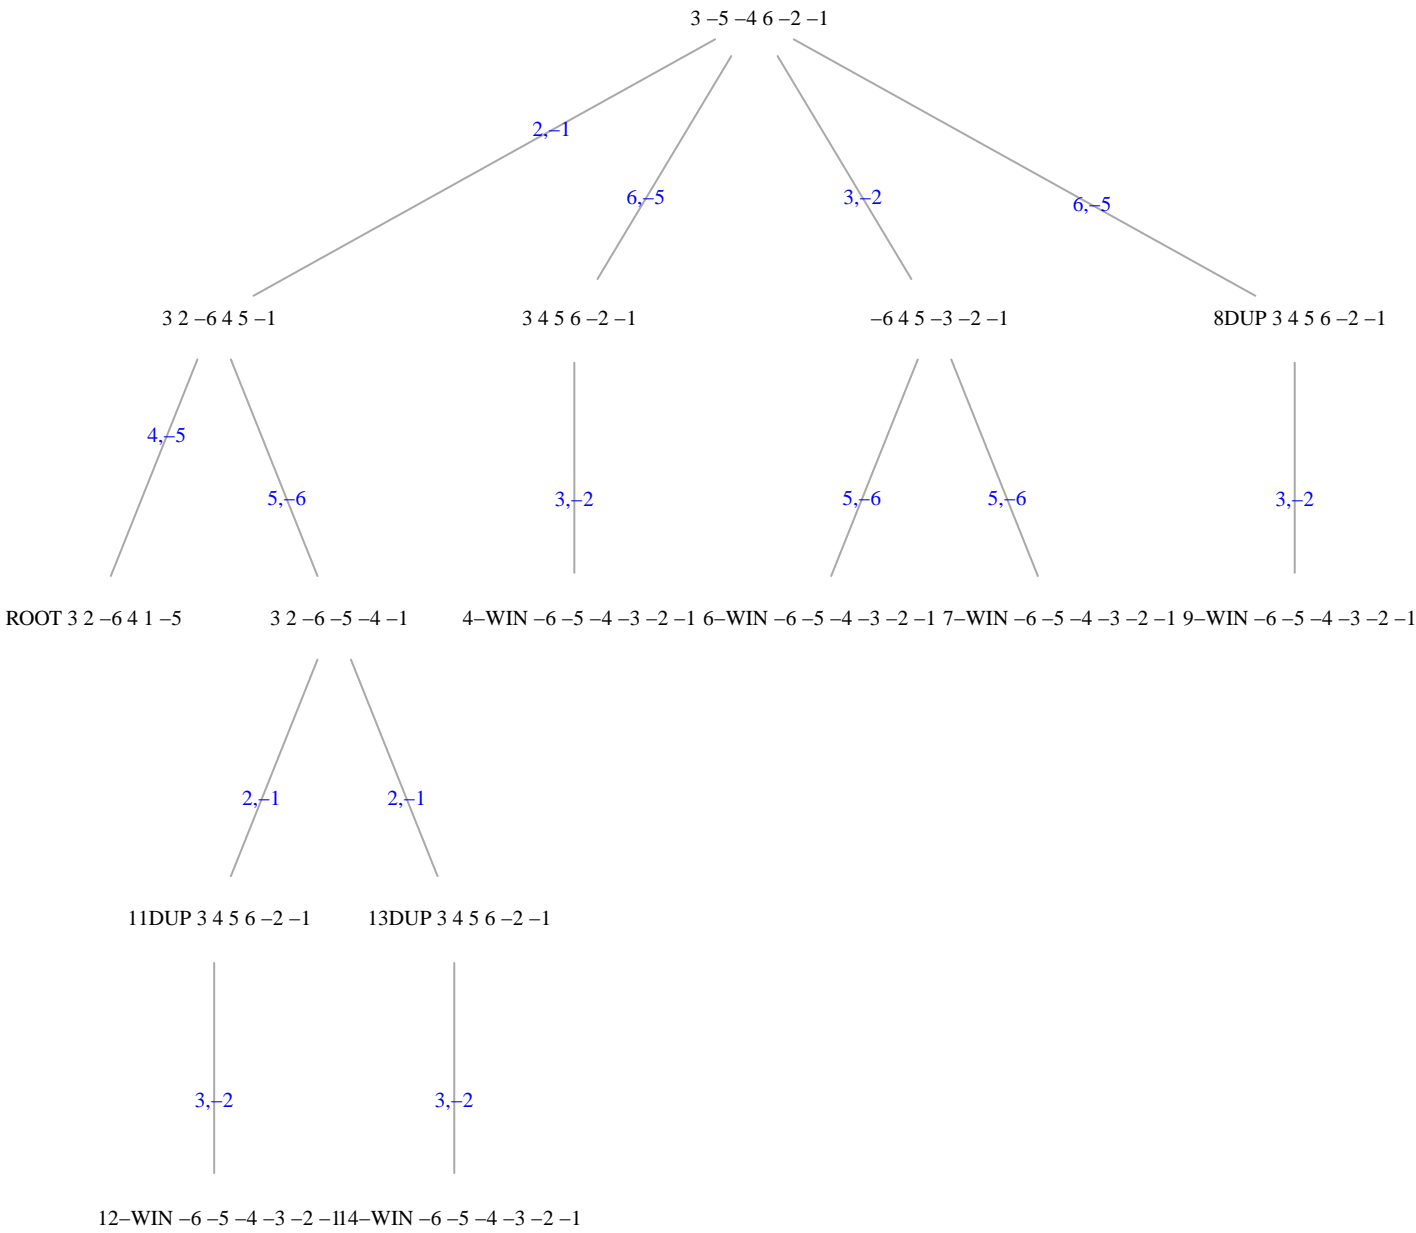 3 –5 –4 6 –2 –1
2,–1
6,–5
3,–2
6,–5
3 2 –6 4 5 –1
3 4 5 6 –2 –1
–6 4 5 –3 –2 –1
8DUP 3 4 5 6 –2 –1
4,–5
5,–6
3,–2
5,–6
5,–6
3,–2
ROOT 3 2 –6 4 1 –5
3 2 –6 –5 –4 –1
4–WIN –6 –5 –4 –3 –2 –1
6–WIN –6 –5 –4 –3 –2 –1
7–WIN –6 –5 –4 –3 –2 –1
9–WIN –6 –5 –4 –3 –2 –1
2,–1
2,–1
11DUP 3 4 5 6 –2 –1
13DUP 3 4 5 6 –2 –1
3,–2
3,–2
12–WIN –6 –5 –4 –3 –2 –1
14–WIN –6 –5 –4 –3 –2 –1